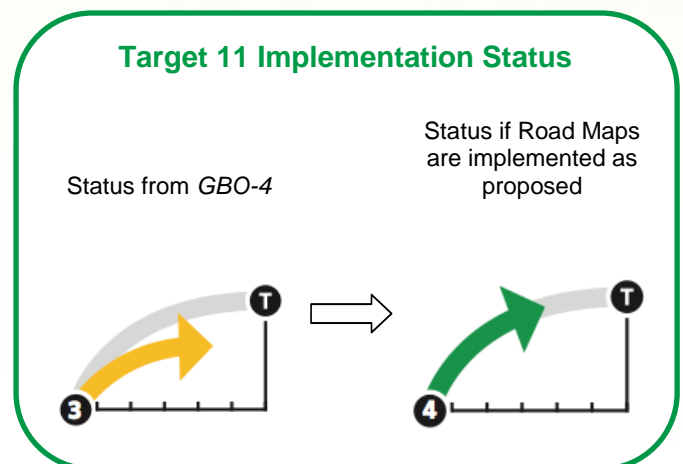 Target 11 Implementation Status
Status from GBO-4
Status if Road Maps
are implemented as
proposed
T
3
T
4